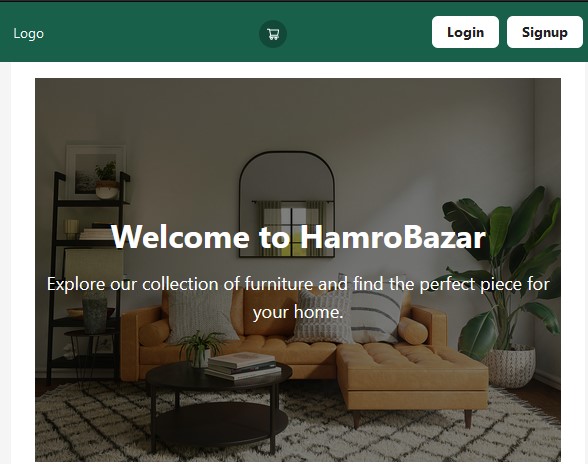 Logo
Login
Signup
Welcome to HamroBazar
Explore our collection of furniture and find the perfect piece for
your home.